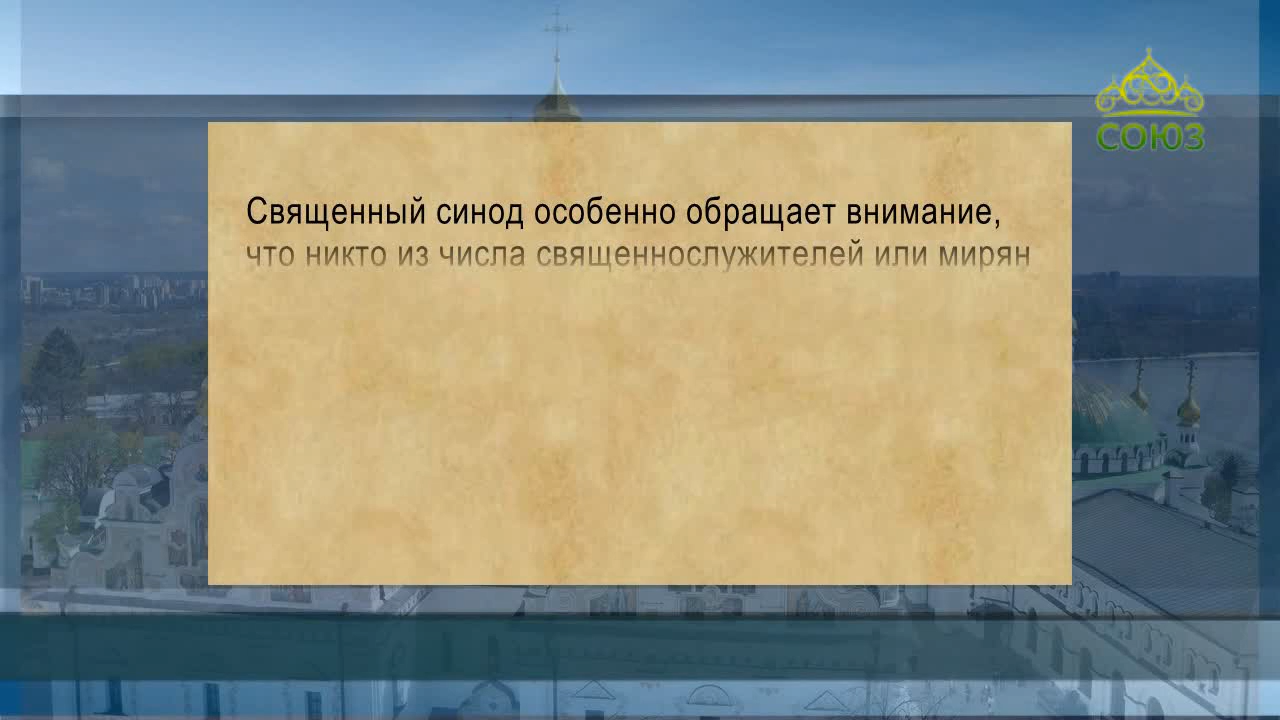 СОЮЗ
Священный синод особенно обращает внимание,
что никто из числа священнослужителей или мирян